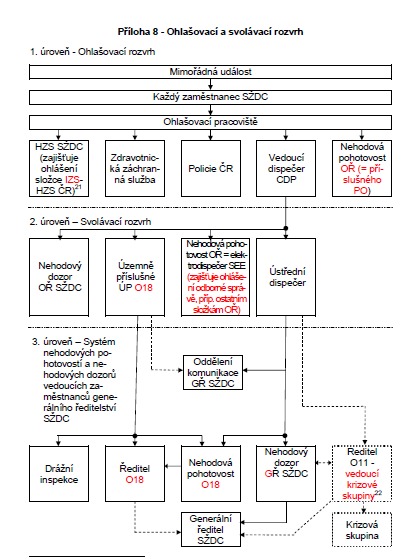 Příloha 8 - Ohlašovací a svolávací rozvrh
1. úroveň - Ohlašovací rozvrh
Mimořádná událost
Každý zaměstnanec SŽDC
Ohlašovací pracoviště
HZS SŽDC
(zajišťuje
ohlášení
složce IZS-
HZS ČR)21
Zdravotnic-
ká záchran-
ná služba
Policie ČR
Vedoucí
dispečer
CDP
Nehodová
pohotovost
OŘ (= pří-
slušného
PO)
2. úroveň – Svolávací rozvrh
Nehodový
dozor
OŘ SŽDC
Územně
příslušné
ÚP O18
Nehodová poho-
tovost OŘ = elek-
trodispečer SEE
(zajišťuje ohláše-
ní odborné sprá-
vě, příp. ostatním
složkám OŘ)
Ústřední
dispečer
3. úroveň – Systém
nehodových po-
hotovostí a ne-
hodových dozorů
vedoucích za-
městnanců gene-
rálního ředitelství
SŽDC
Oddělení
komunikace
GŘ SŽDC
Drážní
inspekce
Ředitel
O18
Nehodová
pohotovost
O18
Nehodový
dozor
GŘ SŽDC
Ředitel
O11 -
vedoucí
krizové
skupiny22
Generální
ředitel
SŽDC
Krizová
skupina